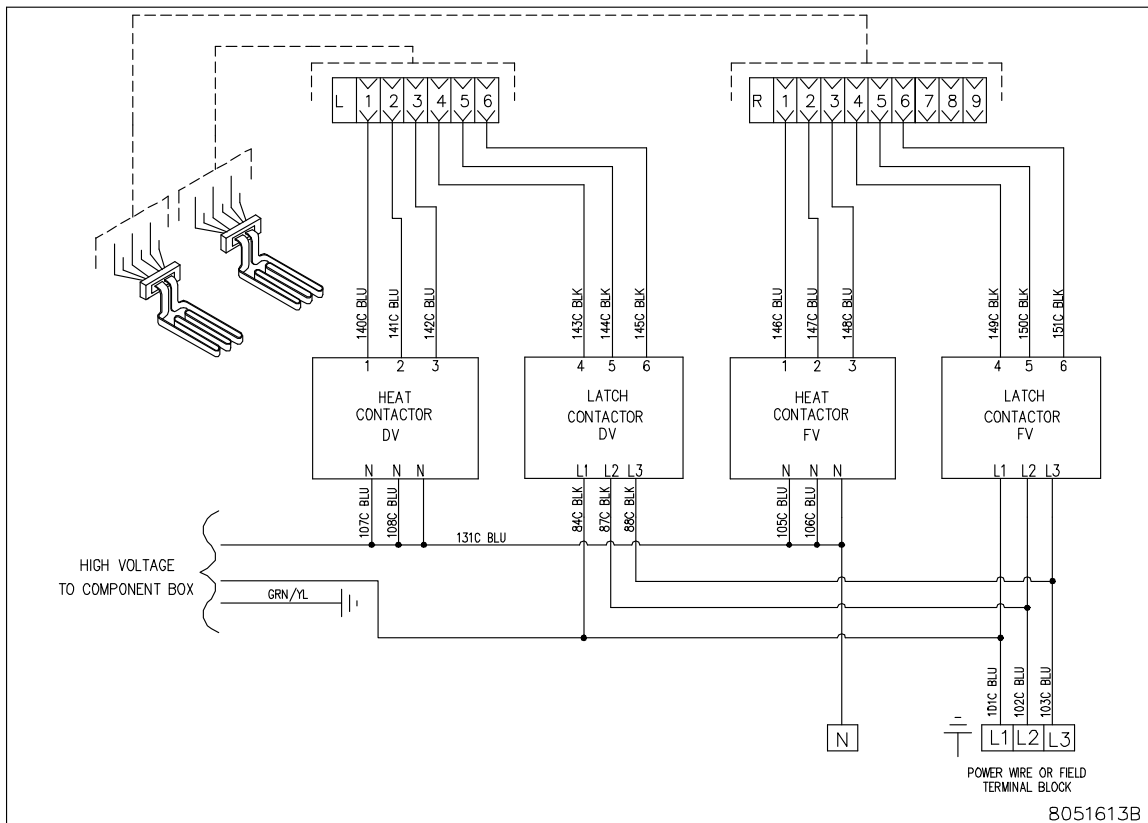 L 1 2 3 4 5 6
R 1 2 3 4 5 6 7 8 9
140C BLU
141C BLU
142C BLU
143C BLK
144C BLK
145C BLK
146C BLU
147C BLU
148C BLU
149C BLK
150C BLK
151C BLK
1 2 3
HEAT
CONTACTOR
DV
N N N
4 5 6
LATCH
CONTACTOR
DV
L1 L2 L3
1 2 3
HEAT
CONTACTOR
FV
N N N
4 5 6
LATCH
CONTACTOR
FV
L1 L2 L3
107C BLU
108C BLU
84C BLK
87C BLK
88C BLK
105C BLU
106C BLU
131C BLU
HIGH VOLTAGE
TO COMPONENT BOX
GRN/YL
101C BLU
102C BLU
103C BLU
N
L1 L2 L3
POWER WIRE OR FIELD
TERMINAL BLOCK
8051613B